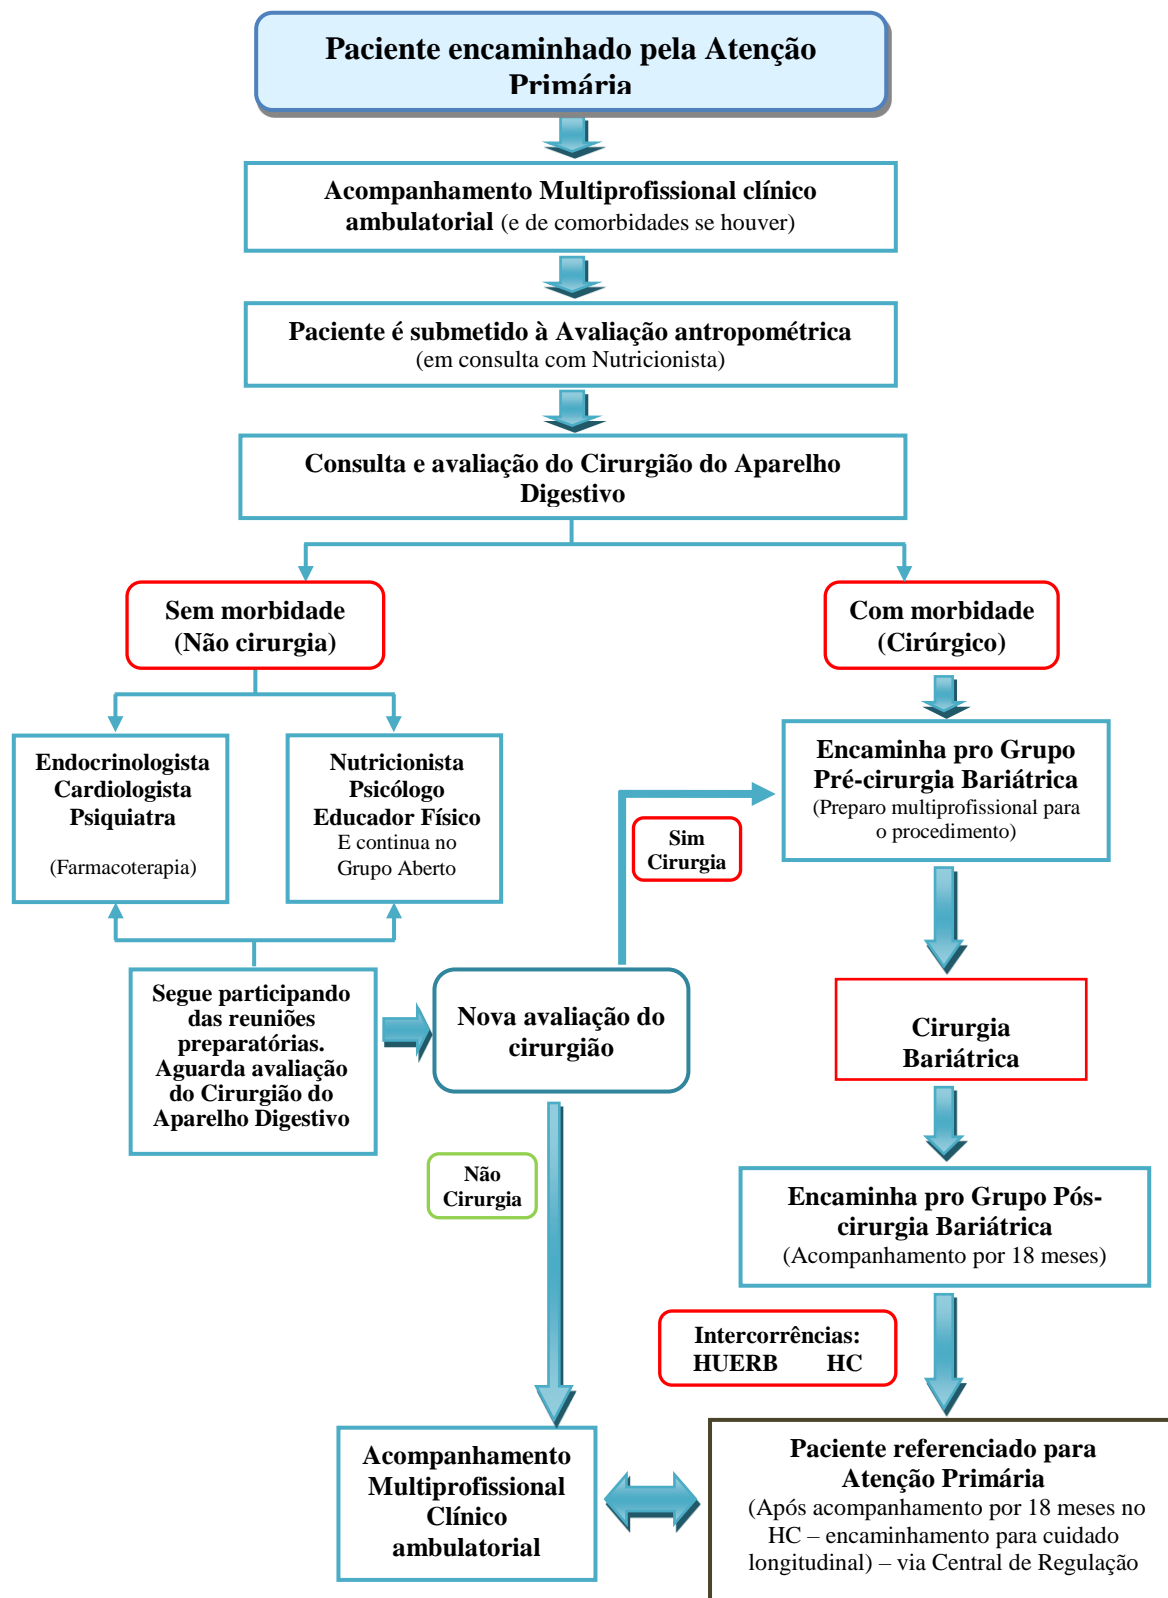 Paciente encaminhado pela Atenção
Primária
Acompanhamento Multiprofissional clínico
ambulatorial (e de comorbidades se houver)
Paciente é submetido à Avaliação antropométrica
(em consulta com Nutricionista)
Consulta e avaliação do Cirurgião do Aparelho
Digestivo
Sem morbidade
(Não cirurgia)
Com morbidade
(Cirúrgico)
Endocrinologista
Cardiologista
Psiquiatra
(Farmacoterapia)
Nutricionista
Psicólogo
Educador Físico
E continua no
Grupo Aberto
Encaminha pro Grupo
Pré-cirurgia Bariátrica
(Preparo multiprofissional para
o procedimento)
Sim
Cirurgia
Segue participando
das reuniões
preparatórias.
Aguarda avaliação
do Cirurgião do
Aparelho Digestivo
Nova avaliação do
cirurgião
Cirurgia
Bariátrica
Não
Cirurgia
Encaminha pro Grupo Pós-
cirurgia Bariátrica
(Acompanhamento por 18 meses)
Intercorrências:
HUERB HC
Acompanhamento
Multiprofissional
Clínico
ambulatorial
Paciente referenciado para
Atenção Primária
(Após acompanhamento por 18 meses no
HC – encaminhamento para cuidado
longitudinal) – via Central de Regulação